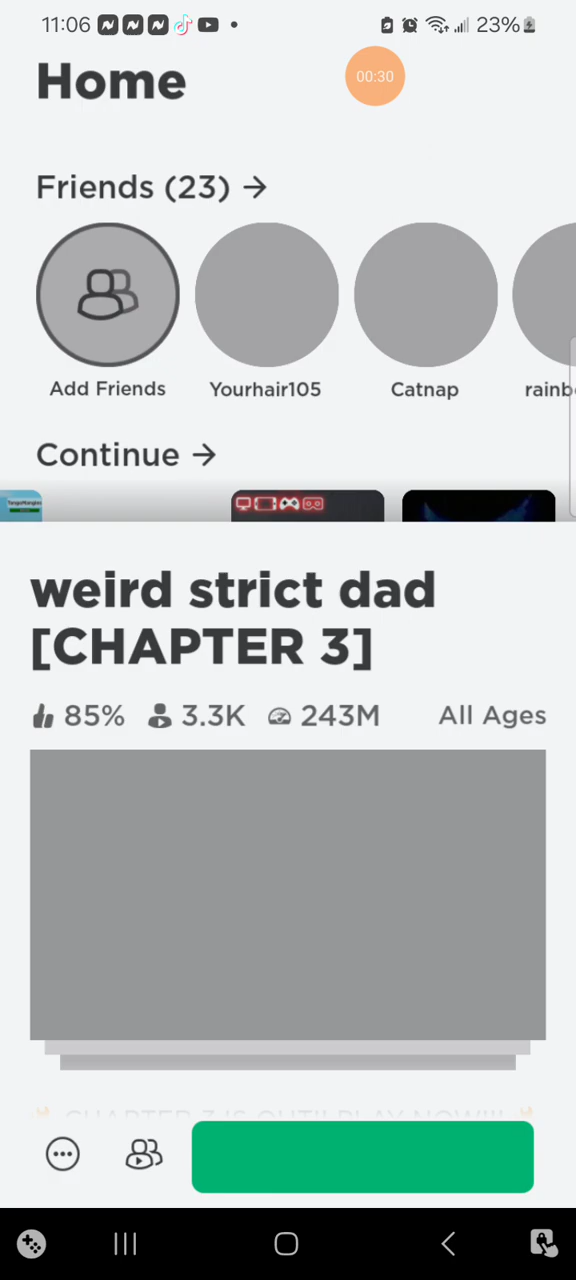 11:06
23%
Home
00:30
Friends (23) →
Add Friends
Yourhair105
Catnap
rainb
Continue →
weird strict dad
[CHAPTER 3]
85%
3.3K
243M
All Ages
CHAPTER 3 IS OUT!! PLAY NOW!!!